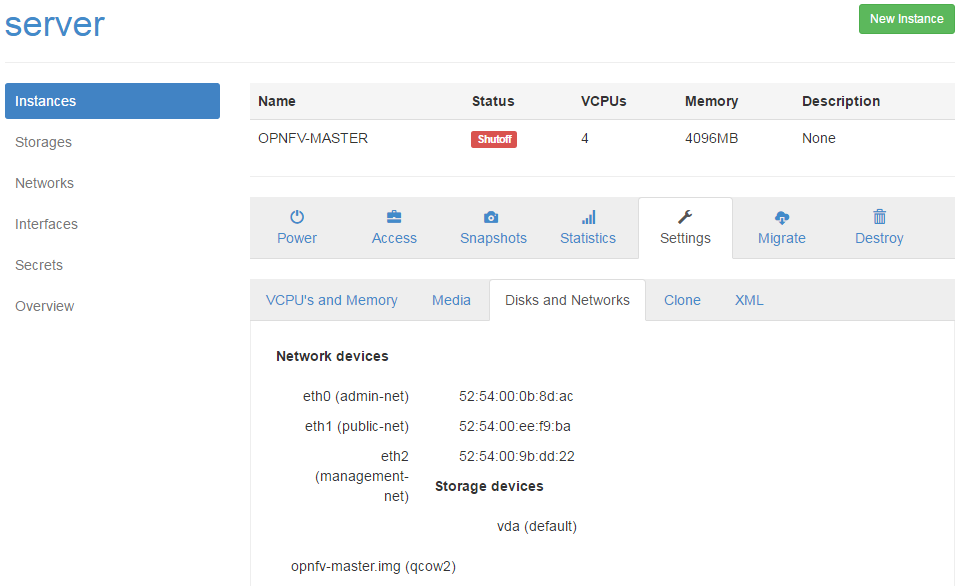 server
New Instance
Instances
Storages
Networks
Interfaces
Secrets
Overview
Name Status VCPUs Memory Description
OPNFV-MASTER Shutoff 4 4096MB None
Power Access Snapshots Statistics Settings Migrate Destroy
VCPU's and Memory Media Disks and Networks Clone XML
Network devices
eth0 (admin-net) 52:54:00:0b:8d:ac
eth1 (public-net) 52:54:00:ee:f9:ba
eth2 52:54:00:9b:dd:22
(management-
net)
Storage devices
vda (default)
opnfv-master.img (qcow2)